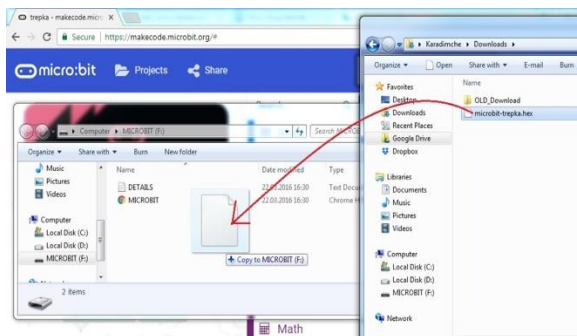 trepka - makecode.micro
Secure | https://makecode.microbit.org/#
micro:bit Projects Share
Computer ▸ MICROBIT (F:)
Search MICRO
Organize Share with Burn New folder
Music
Pictures
Videos
Computer
Local Disk (C:)
Local Disk (D:)
MICROBIT (F:)
Name Date modified Type
DETAILS 22.03.2016 16:30 Text Docu
MICROBIT 22.03.2016 16:30 Chrome H
Copy to MICROBIT (F:)
2 items
Math
Karadimche ▸ Downloads
Organize Open Share with E-mail Burn
Favorites
Desktop
Downloads
Recent Places
Google Drive
Dropbox
Libraries
Documents
Music
Pictures
Videos
Computer
Local Disk (C:)
Local Disk (D:)
MICROBIT (F:)
Network
Name
OLD_Download
microbit-trepka.hex